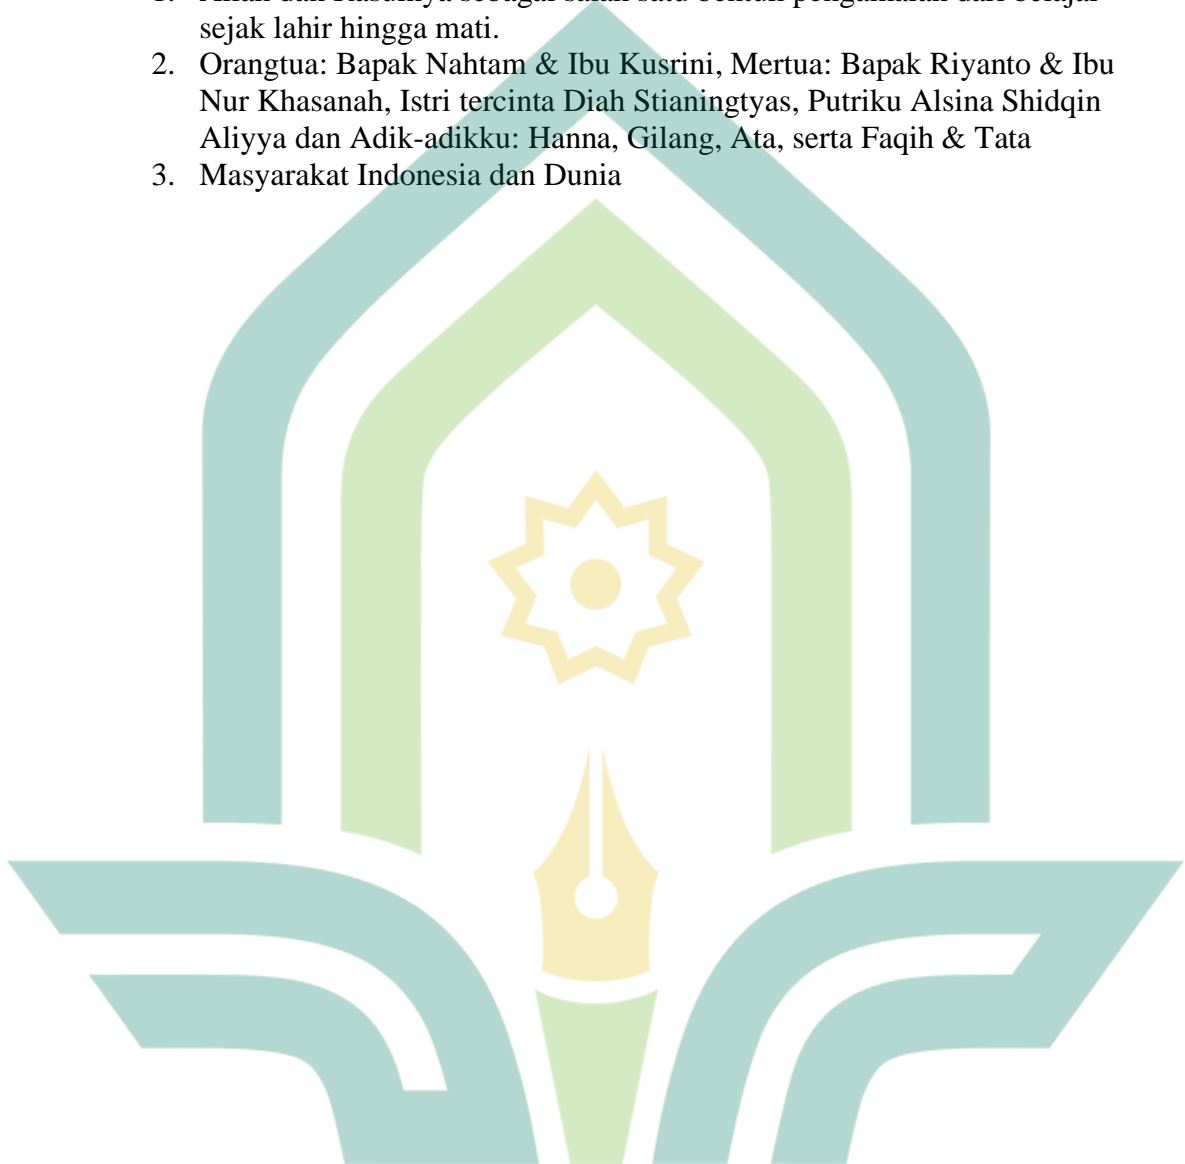 sejak lahir hingga mati.
2. Orangtua: Bapak Nahtam & Ibu Kusrini, Mertua: Bapak Riyanto & Ibu
Nur Khasanah, Istri tercinta Diah Stianingtyas, Putriku Alsina Shidqin
Aliyya dan Adik-adikku: Hanna, Gilang, Ata, serta Faqih & Tata
3. Masyarakat Indonesia dan Dunia